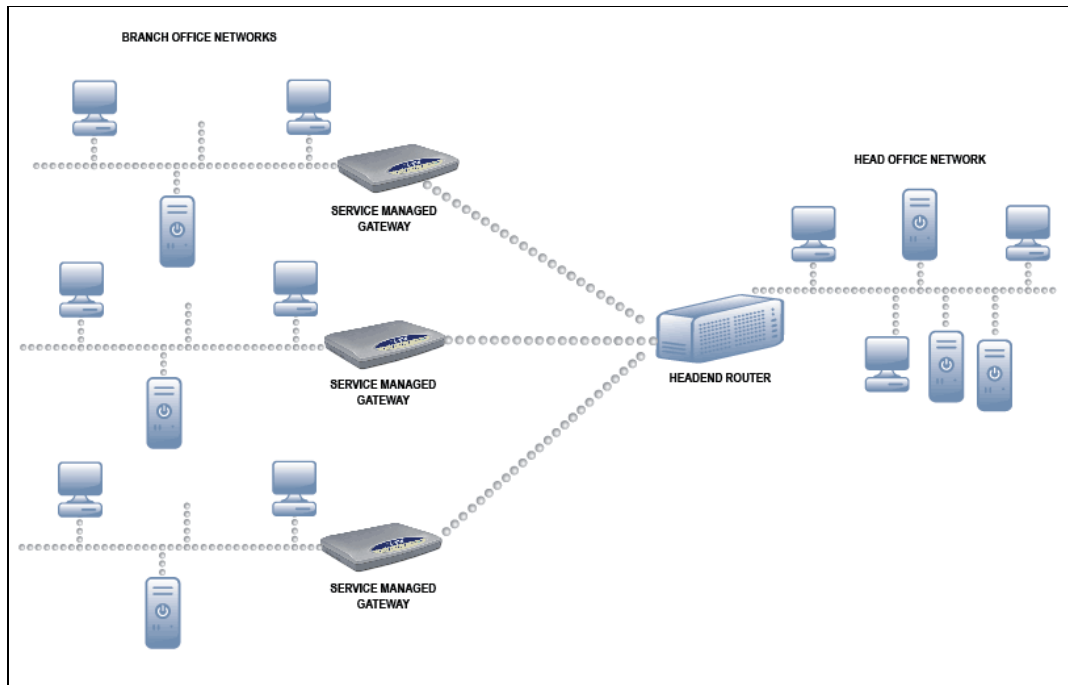 BRANCH OFFICE NETWORKS
SERVICE MANAGED
GATEWAY
HEAD OFFICE NETWORK
SERVICE MANAGED
GATEWAY
HEADEND ROUTER
SERVICE MANAGED
GATEWAY